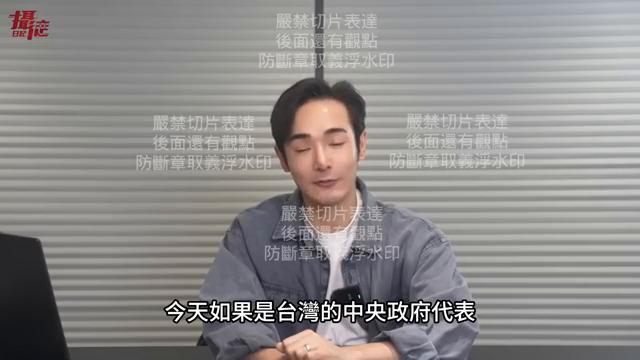 攝徒日記
嚴禁切片表達
後面還有觀點
防斷章取義浮水印
嚴禁切片表達
後面還有觀點
防斷章取義浮水印
嚴禁切片表達
後面還有觀點
防斷章取義浮水印
嚴禁切片表達
後面還有觀點
防斷章取義浮水印
今天如果是台灣的中央政府代表